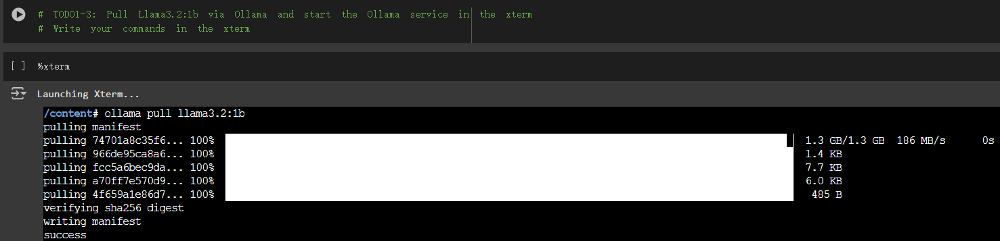 # TODO1-3: Pull Llama3.2:1b via Ollama and start the Ollama service in the xterm
# Write your commands in the xterm
[ ] %xterm
Launching Xterm...
/content# ollama pull llama3.2:1b
pulling manifest
pulling 74701a8c35f6... 100% 1.3 GB/1.3 GB 186 MB/s 0s
pulling 966de95ca8a6... 100% 1.4 KB
pulling fcc5a6bec9da... 100% 7.7 KB
pulling a70ff7e570d9... 100% 6.0 KB
pulling 4f659a1e86d7... 100% 485 B
verifying sha256 digest
writing manifest
success